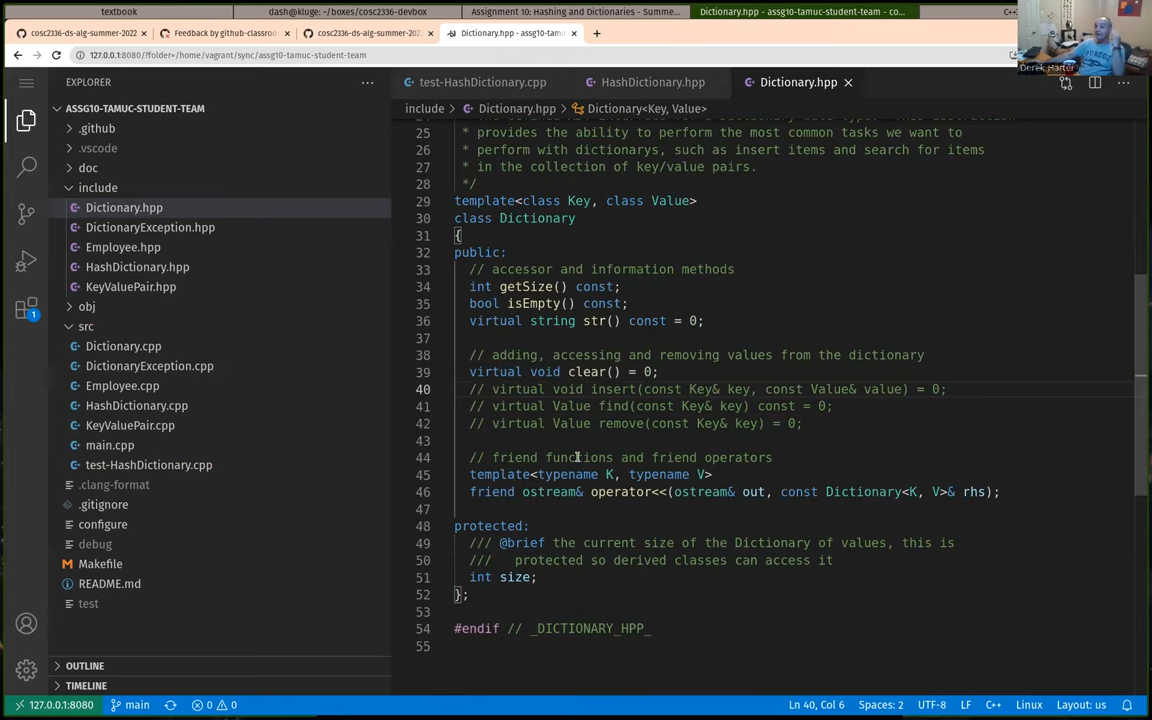 textbook
dash@kluge: ~/boxes/cosc2336-devbox
Assignment 10: Hashing and Dictionaries - Summe...
Dictionary.hpp - assg10-tamuc-student-team — co...
cosc2336-ds-alg-summer-2022
Feedback by github-classroo
cosc2336-ds-alg-summer-202
Dictionary.hpp - assg10-tamuc
127.0.0.1:8080/?folder=/home/vagrant/sync/assg10-tamuc-student-team
Derek Harter
EXPLORER
ASSG10-TAMUC-STUDENT-TEAM
.github
.vscode
doc
include
Dictionary.hpp
DictionaryException.hpp
Employee.hpp
HashDictionary.hpp
KeyValuePair.hpp
obj
src
Dictionary.cpp
DictionaryException.cpp
Employee.cpp
HashDictionary.cpp
KeyValuePair.cpp
main.cpp
test-HashDictionary.cpp
.clang-format
.gitignore
configure
debug
Makefile
README.md
test
OUTLINE
TIMELINE
1
test-HashDictionary.cpp
HashDictionary.hpp
Dictionary.hpp
include > Dictionary.hpp > Dictionary<Key, Value>
25 * provides the ability to perform the most common tasks we want to
26 * perform with dictionarys, such as insert items and search for items
27 * in the collection of key/value pairs.
28 */
29 template<class Key, class Value>
30 class Dictionary
31 {
32 public:
33 // accessor and information methods
34 int getSize() const;
35 bool isEmpty() const;
36 virtual string str() const = 0;
37
38 // adding, accessing and removing values from the dictionary
39 virtual void clear() = 0;
40 // virtual void insert(const Key& key, const Value& value) = 0;
41 // virtual Value find(const Key& key) const = 0;
42 // virtual Value remove(const Key& key) = 0;
43
44 // friend functions and friend operators
45 template<typename K, typename V>
46 friend ostream& operator<<(ostream& out, const Dictionary<K, V>& rhs);
47
48 protected:
49 /// @brief the current size of the Dictionary of values, this is
50 /// protected so derived classes can access it
51 int size;
52 };
53
54 #endif // _DICTIONARY_HPP_
55
127.0.0.1:8080
main
0
0
Ln 40, Col 6
Spaces: 2
UTF-8
LF
C++
Linux
Layout: us